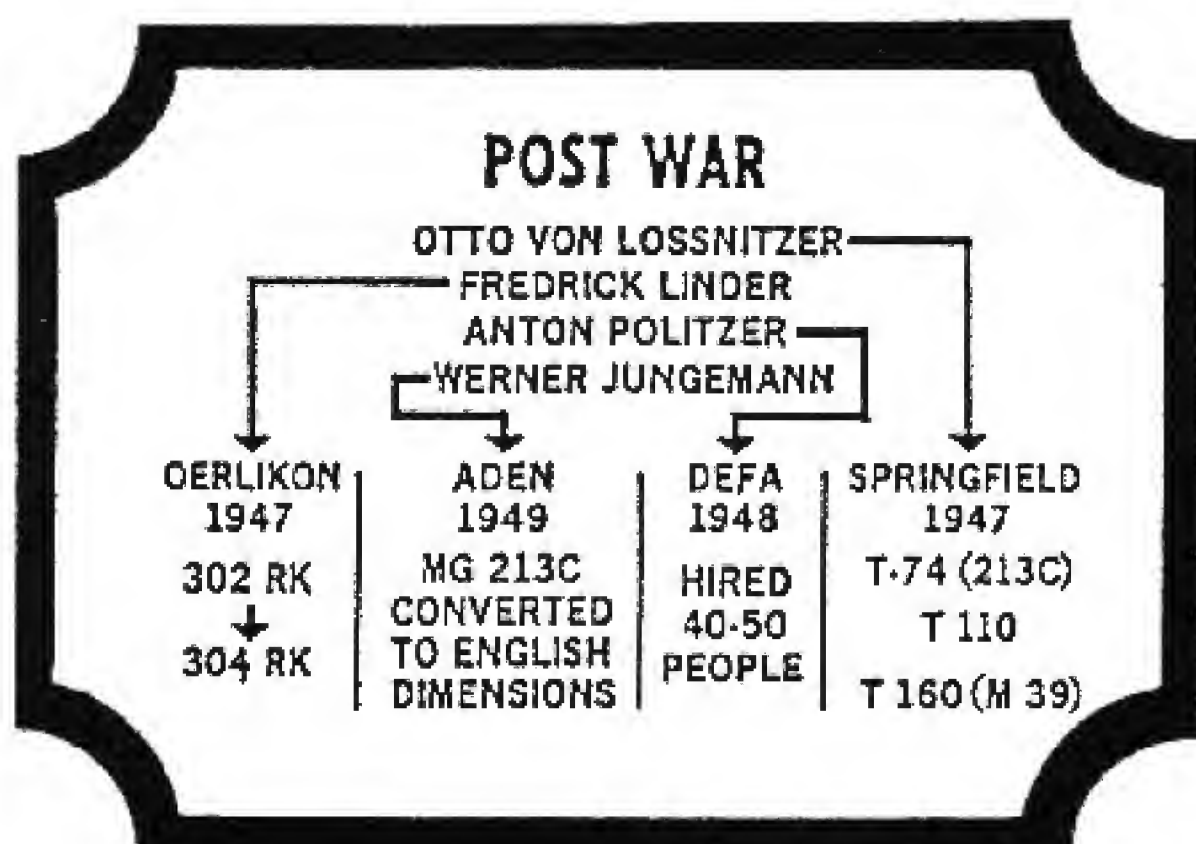 POST WAR
OTTO VON LOSSNITZER
FREDRICK LINDER
ANTON POLITZER
WERNER JUNGEMANN
OERLIKON
1947
302 RK
304 RK
ADEN
1949
MG 213C
CONVERTED
TO ENGLISH
DIMENSIONS
DEFA
1948
HIRED
40-50
PEOPLE
SPRINGFIELD
1947
T-74 (213C)
T 110
T 160 (M 39)